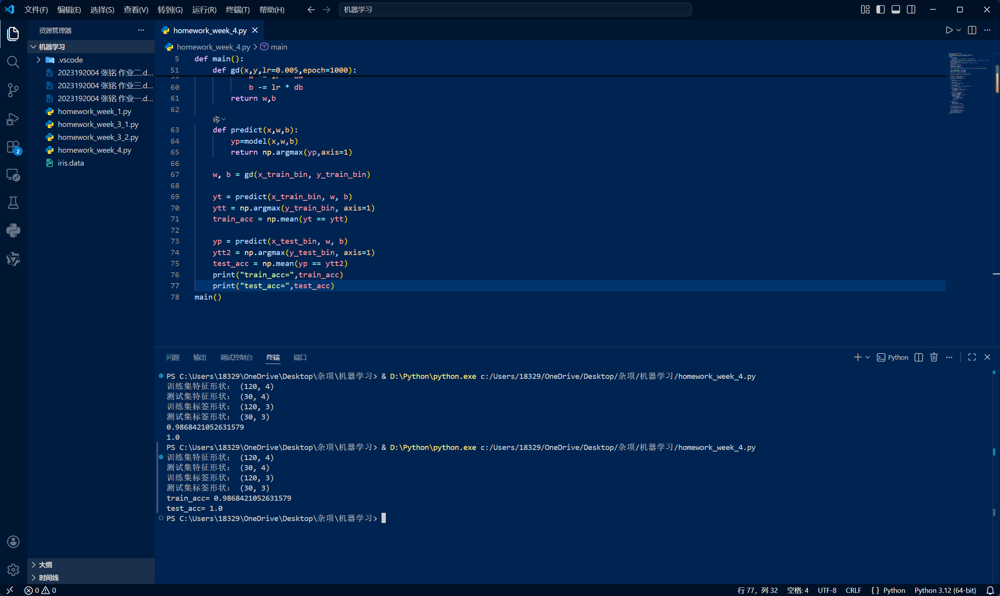 文件(F) 编辑(E) 选择(S) 查看(V) 转到(G) 运行(R) 终端(T) 帮助(H) 机器学习
资源管理器
机器学习
.vscode
2023192004 张铭 作业二.d...
2023192004 张铭 作业三.d...
2023192004 张铭 作业一.d...
homework_week_1.py
homework_week_3_1.py
homework_week_3_2.py
homework_week_4.py
iris.data
大纲
时间线
2
homework_week_4.py
homework_week_4.py > main
5 def main():
51 def gd(x,y,lr=0.005,epoch=1000):
59 w -= lr * dw
60 b -= lr * db
61 return w,b
62
63 def predict(x,w,b):
64 yp=model(x,w,b)
65 return np.argmax(yp,axis=1)
66
67 w, b = gd(x_train_bin, y_train_bin)
68
69 yt = predict(x_train_bin, w, b)
70 ytt = np.argmax(y_train_bin, axis=1)
71 train_acc = np.mean(yt == ytt)
72
73 yp = predict(x_test_bin, w, b)
74 ytt2 = np.argmax(y_test_bin, axis=1)
75 test_acc = np.mean(yp == ytt2)
76 print("train_acc=",train_acc)
77 print("test_acc=",test_acc)
78 main()
问题 输出 调试控制台 终端 端口 Python
PS C:\Users\18329\OneDrive\Desktop\杂项\机器学习> & D:\Python\python.exe c:/Users/18329/OneDrive/Desktop/杂项/机器学习/homework_week_4.py
训练集特征形状： (120, 4)
测试集特征形状： (30, 4)
训练集标签形状： (120, 3)
测试集标签形状： (30, 3)
0.9868421052631579
1.0
PS C:\Users\18329\OneDrive\Desktop\杂项\机器学习> & D:\Python\python.exe c:/Users/18329/OneDrive/Desktop/杂项/机器学习/homework_week_4.py
训练集特征形状： (120, 4)
测试集特征形状： (30, 4)
训练集标签形状： (120, 3)
测试集标签形状： (30, 3)
train_acc= 0.9868421052631579
test_acc= 1.0
PS C:\Users\18329\OneDrive\Desktop\杂项\机器学习>
0 0 行 77，列 32 空格: 4 UTF-8 CRLF { } Python Python 3.12 (64-bit)